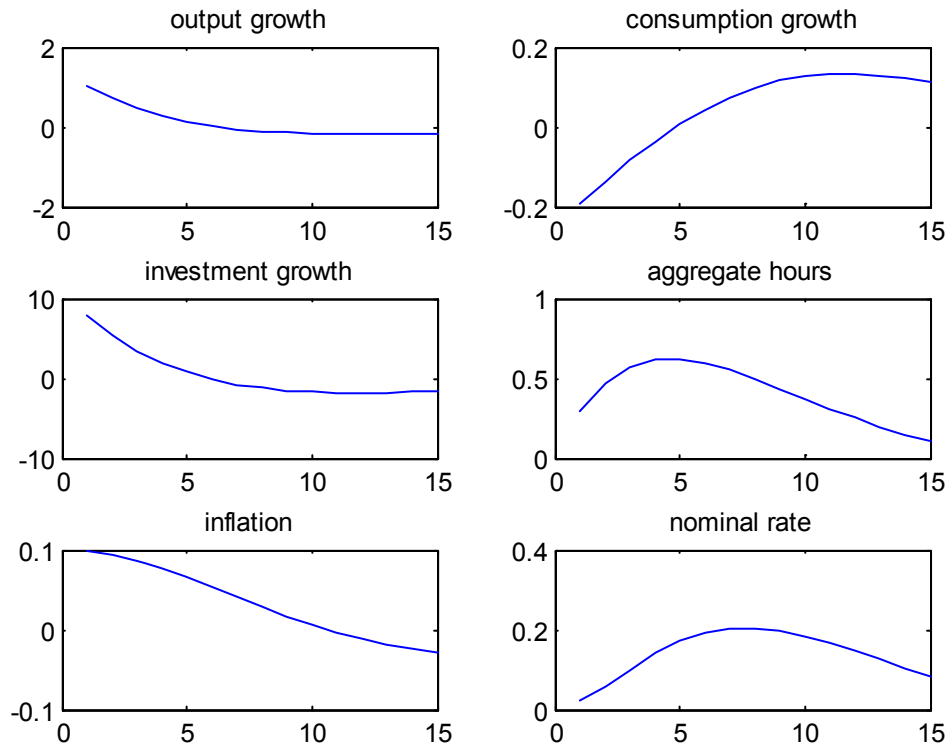 output growth
2
0
-2
0 5 10 15
consumption growth
0.2
0
-0.2
0 5 10 15
investment growth
10
0
-10
0 5 10 15
aggregate hours
1
0.5
0
0 5 10 15
inflation
0.1
0
-0.1
0 5 10 15
nominal rate
0.4
0.2
0
0 5 10 15